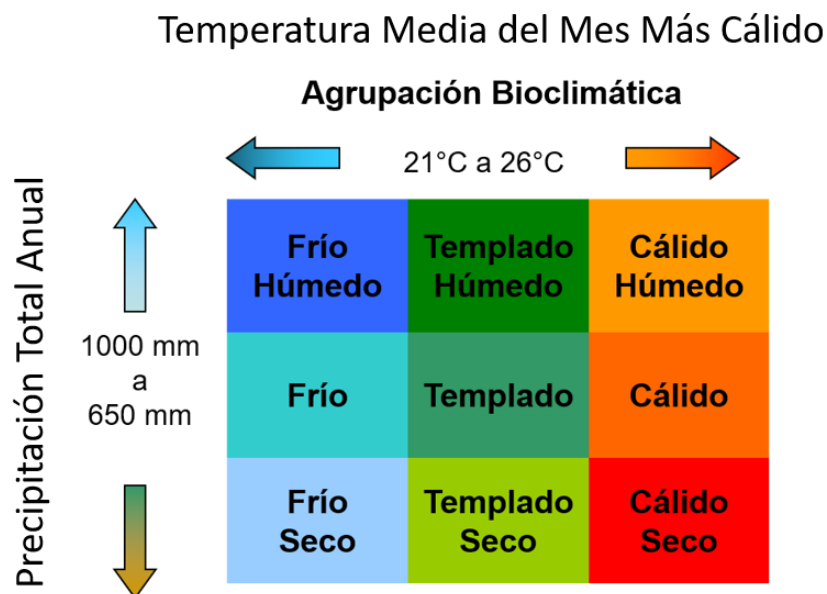 Temperatura Media del Mes Más Cálido
Agrupación Bioclimática
21°C a 26°C
Precipitación Total Anual
1000 mm
a
650 mm
Frío
Húmedo
Templado
Húmedo
Cálido
Húmedo
Frío
Templado
Cálido
Frío
Seco
Templado
Seco
Cálido
Seco